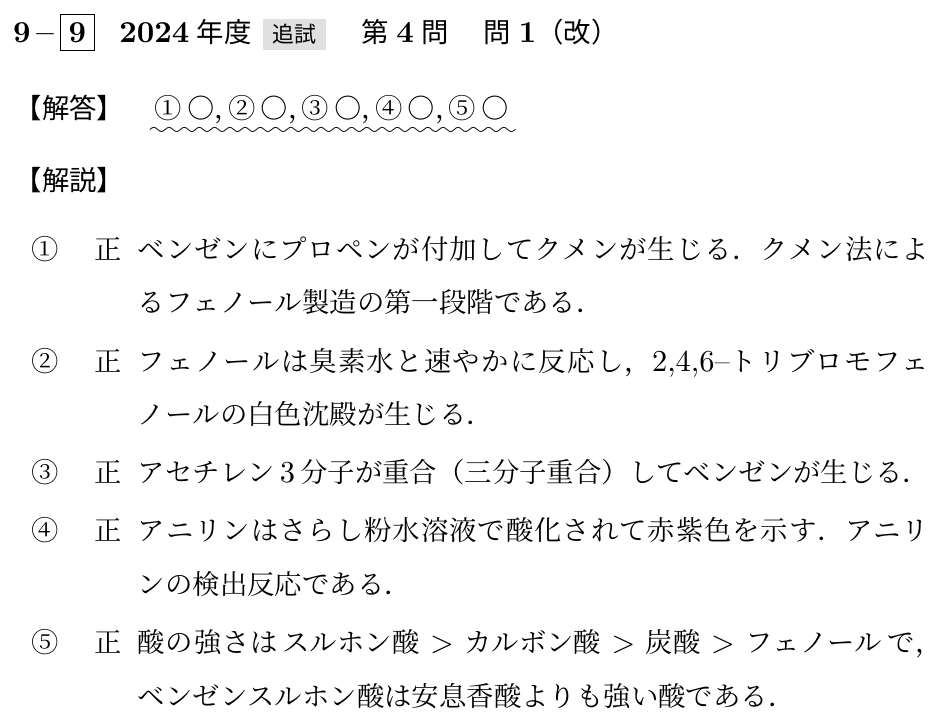 9–9 2024年度 追試 第4問 問1（改）
【解答】 ①○, ②○, ③○, ④○, ⑤○
【解説】
① 正 ベンゼンにプロペンが付加してクメンが生じる．クメン法によ
るフェノール製造の第一段階である．
② 正 フェノールは臭素水と速やかに反応し，2,4,6–トリブロモフェ
ノールの白色沈殿が生じる．
③ 正 アセチレン3分子が重合（三分子重合）してベンゼンが生じる．
④ 正 アニリンはさらし粉水溶液で酸化されて赤紫色を示す．アニリ
ンの検出反応である．
⑤ 正 酸の強さはスルホン酸 > カルボン酸 > 炭酸 > フェノールで，
ベンゼンスルホン酸は安息香酸よりも強い酸である．